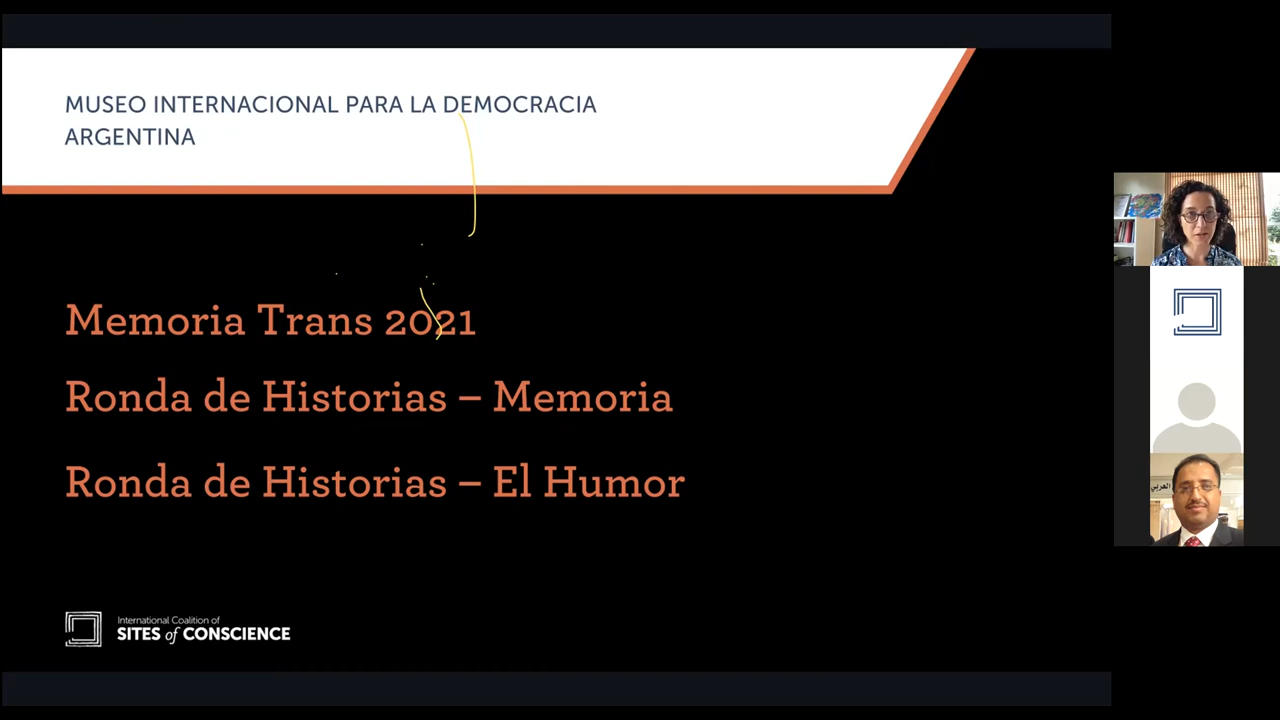 MUSEO INTERNACIONAL PARA LA DEMOCRACIA
ARGENTINA
Memoria Trans 2021
Ronda de Historias – Memoria
Ronda de Historias – El Humor
International Coalition of
SITES of CONSCIENCE
العربي